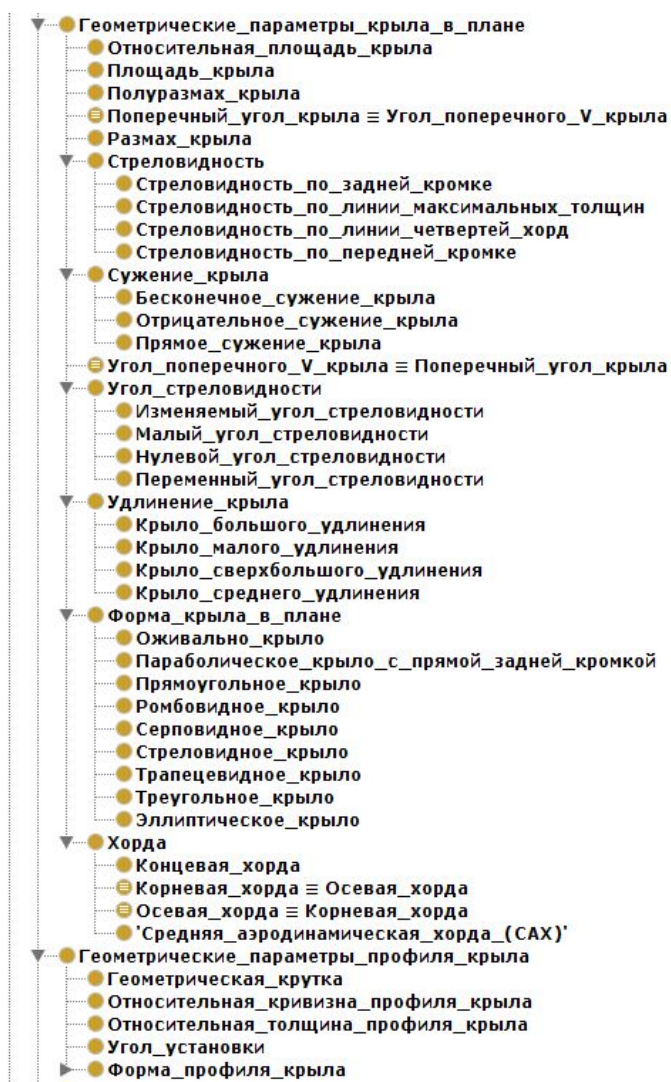 Геометрические_параметры_крыла_в_плане
Относительная_площадь_крыла
Площадь_крыла
Полуразмах_крыла
Поперечный_угол_крыла ≡ Угол_поперечного_V_крыла
Размах_крыла
Стреловидность
Стреловидность_по_задней_кромке
Стреловидность_по_линии_максимальных_толщин
Стреловидность_по_линии_четвертей_хорд
Стреловидность_по_передней_кромке
Сужение_крыла
Бесконечное_сужение_крыла
Отрицательное_сужение_крыла
Прямое_сужение_крыла
Угол_поперечного_V_крыла ≡ Поперечный_угол_крыла
Угол_стреловидности
Изменяемый_угол_стреловидности
Малый_угол_стреловидности
Нулевой_угол_стреловидности
Переменный_угол_стреловидности
Удлинение_крыла
Крыло_большого_удлинения
Крыло_малого_удлинения
Крыло_сверхбольшого_удлинения
Крыло_среднего_удлинения
Форма_крыла_в_плане
Оживально_крыло
Параболическое_крыло_с_прямой_задней_кромкой
Прямоугольное_крыло
Ромбовидное_крыло
Серповидное_крыло
Стреловидное_крыло
Трапецевидное_крыло
Треугольное_крыло
Эллиптическое_крыло
Хорда
Концевая_хорда
Корневая_хорда ≡ Осевая_хорда
Осевая_хорда ≡ Корневая_хорда
'Средняя_аэродинамическая_хорда_(САХ)'
Геометрические_параметры_профиля_крыла
Геометрическая_крутка
Относительная_кривизна_профиля_крыла
Относительная_толщина_профиля_крыла
Угол_установки
Форма_профиля_крыла